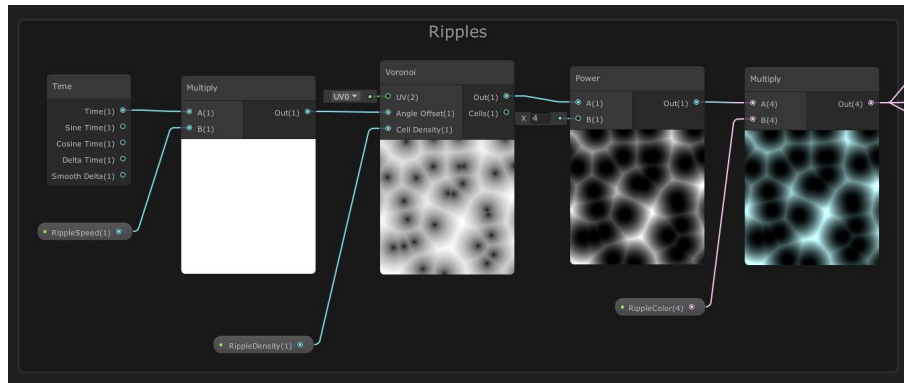 Ripples
Time
Time(1)
Sine Time(1)
Cosine Time(1)
Delta Time(1)
Smooth Delta(1)
RippleSpeed(1)
Multiply
A(1)
Out(1)
B(1)
RippleDensity(1)
Voronoi
UV0
UV(2)
Out(1)
Angle Offset(1)
Cells(1)
Cell Density(1)
Power
A(1)
Out(1)
X 4
B(1)
Multiply
A(4)
Out(4)
B(4)
RippleColor(4)